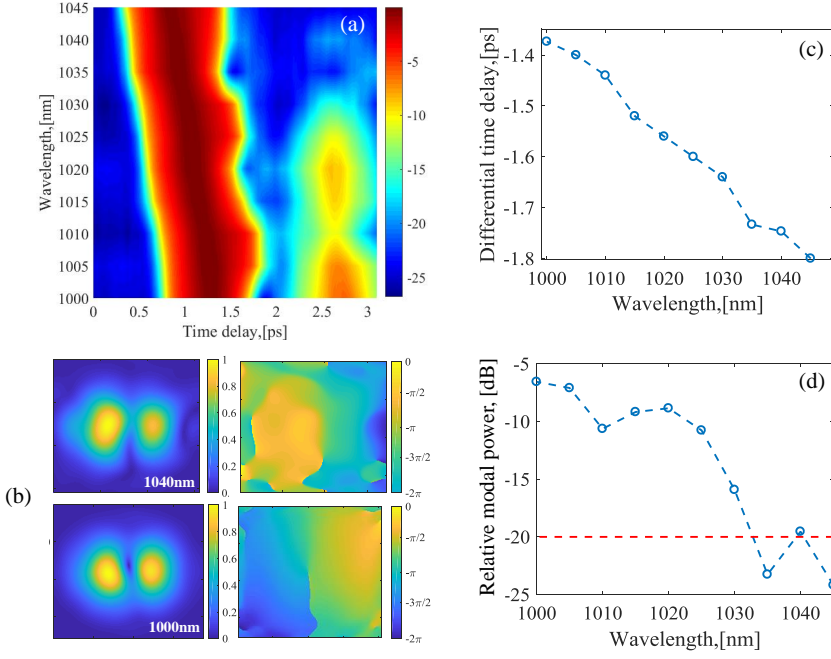 (a)
Wavelength,[nm]
1045
1040
1035
1030
1025
1020
1015
1010
1005
1000
0 0.5 1 1.5 2 2.5 3
Time delay,[ps]
-5
-10
-15
-20
-25
(c)
Differential time delay,[ps]
-1.4
-1.5
-1.6
-1.7
-1.8
1000 1010 1020 1030 1040
Wavelength,[nm]
(b)
1040nm
1
0.8
0.6
0.4
0.2
0
0
-π/2
-π
-3π/2
-2π
1000nm
1
0.8
0.6
0.4
0.2
0
0
-π/2
-π
-3π/2
-2π
(d)
Relative modal power, [dB]
-5
-10
-15
-20
-25
1000 1010 1020 1030 1040
Wavelength,[nm]